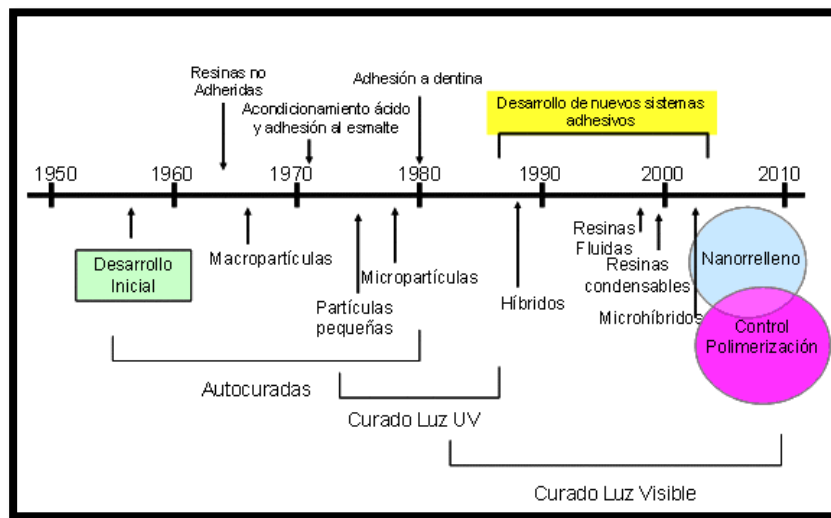 Resinas no
Adheridas
Acondicionamiento ácido
y adhesión al esmalte
Adhesión a dentina
Desarrollo de nuevos sistemas
adhesivos
1950
1960
1970
1980
1990
2000
2010
Desarrollo
Inicial
Macropartículas
Partículas
pequeñas
Micropartículas
Híbridos
Resinas
Fluidas
Resinas
condensables
Microhíbridos
Nanorrelleno
Control
Polimerización
Autocuradas
Curado Luz UV
Curado Luz Visible